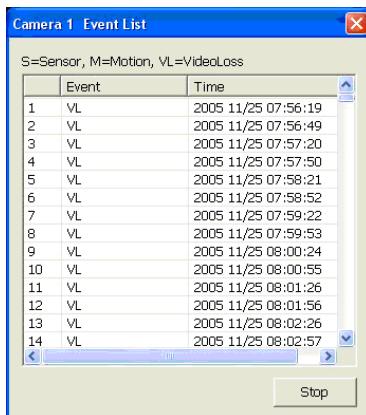 Camera 1 Event List
S=Sensor, M=Motion, VL=VideoLoss
Event Time
1 VL 2005 11/25 07:56:19
2 VL 2005 11/25 07:56:49
3 VL 2005 11/25 07:57:20
4 VL 2005 11/25 07:57:50
5 VL 2005 11/25 07:58:21
6 VL 2005 11/25 07:58:52
7 VL 2005 11/25 07:59:22
8 VL 2005 11/25 07:59:53
9 VL 2005 11/25 08:00:24
10 VL 2005 11/25 08:00:55
11 VL 2005 11/25 08:01:26
12 VL 2005 11/25 08:01:56
13 VL 2005 11/25 08:02:26
14 VL 2005 11/25 08:02:57
Stop